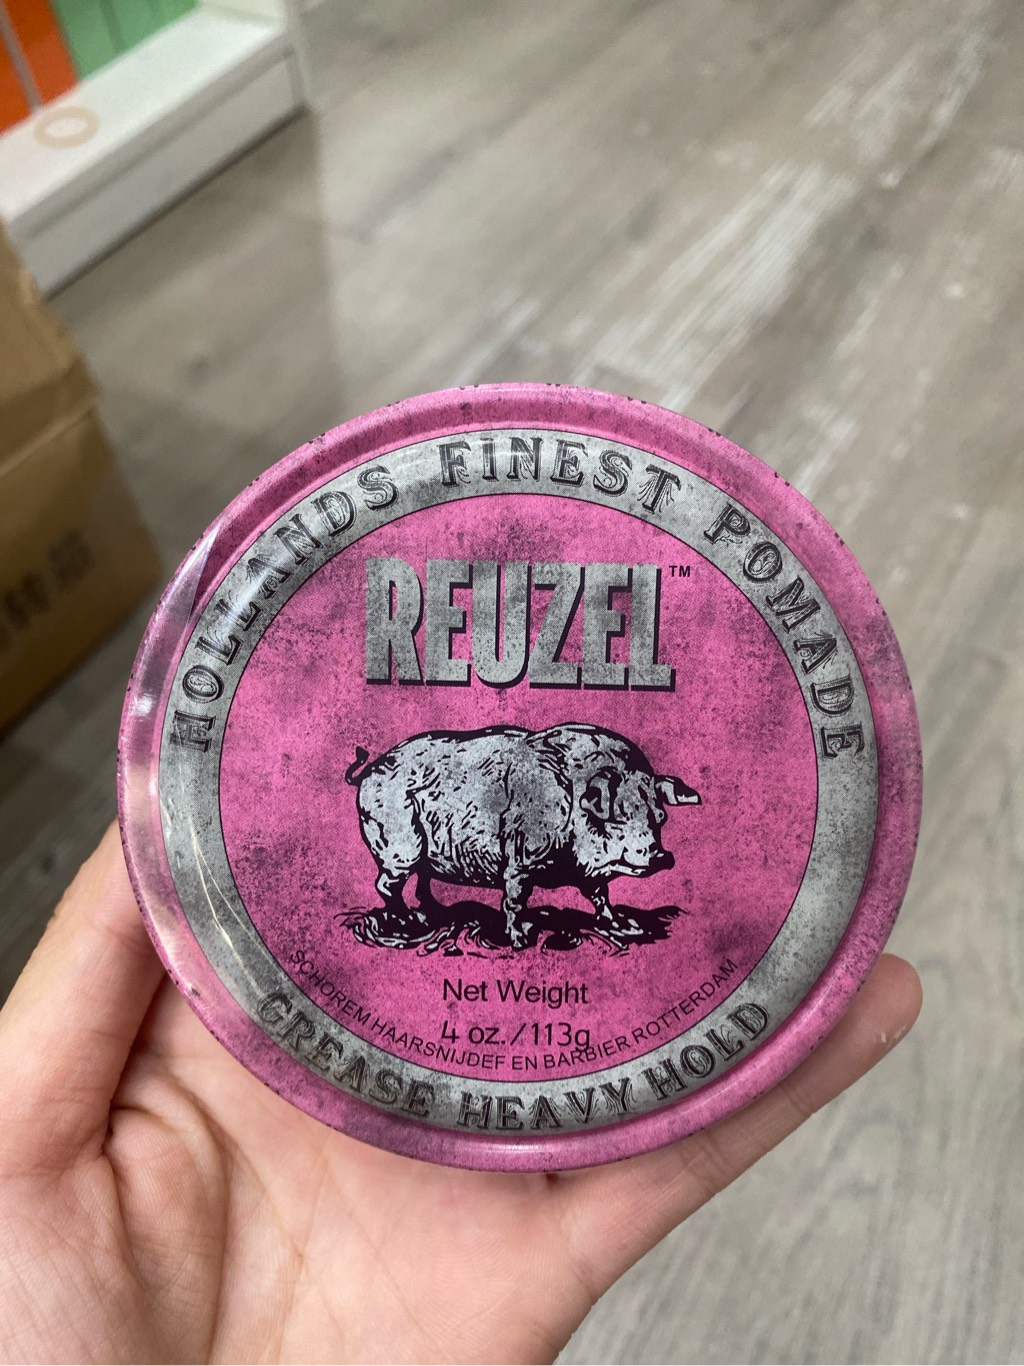 HOLLANDS FINEST POMADE
REUZEL™
Net Weight
4 oz./113g
SCHOREM HAARSNIJDEF EN BARBIER ROTTERDAM
GREASE HEAVY HOLD